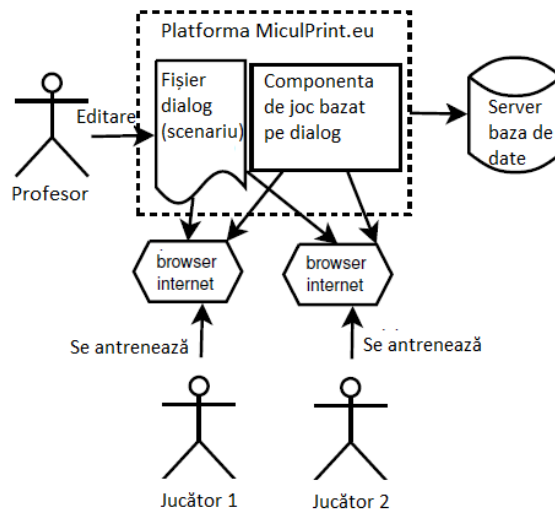 Platforma MiculPrint.eu
Fișier
dialog
(scenariu)
Componenta
de joc bazat
pe dialog
Server
baza de
date
Editare
Profesor
browser
internet
browser
internet
Se antrenează
Se antrenează
Jucător 1
Jucător 2